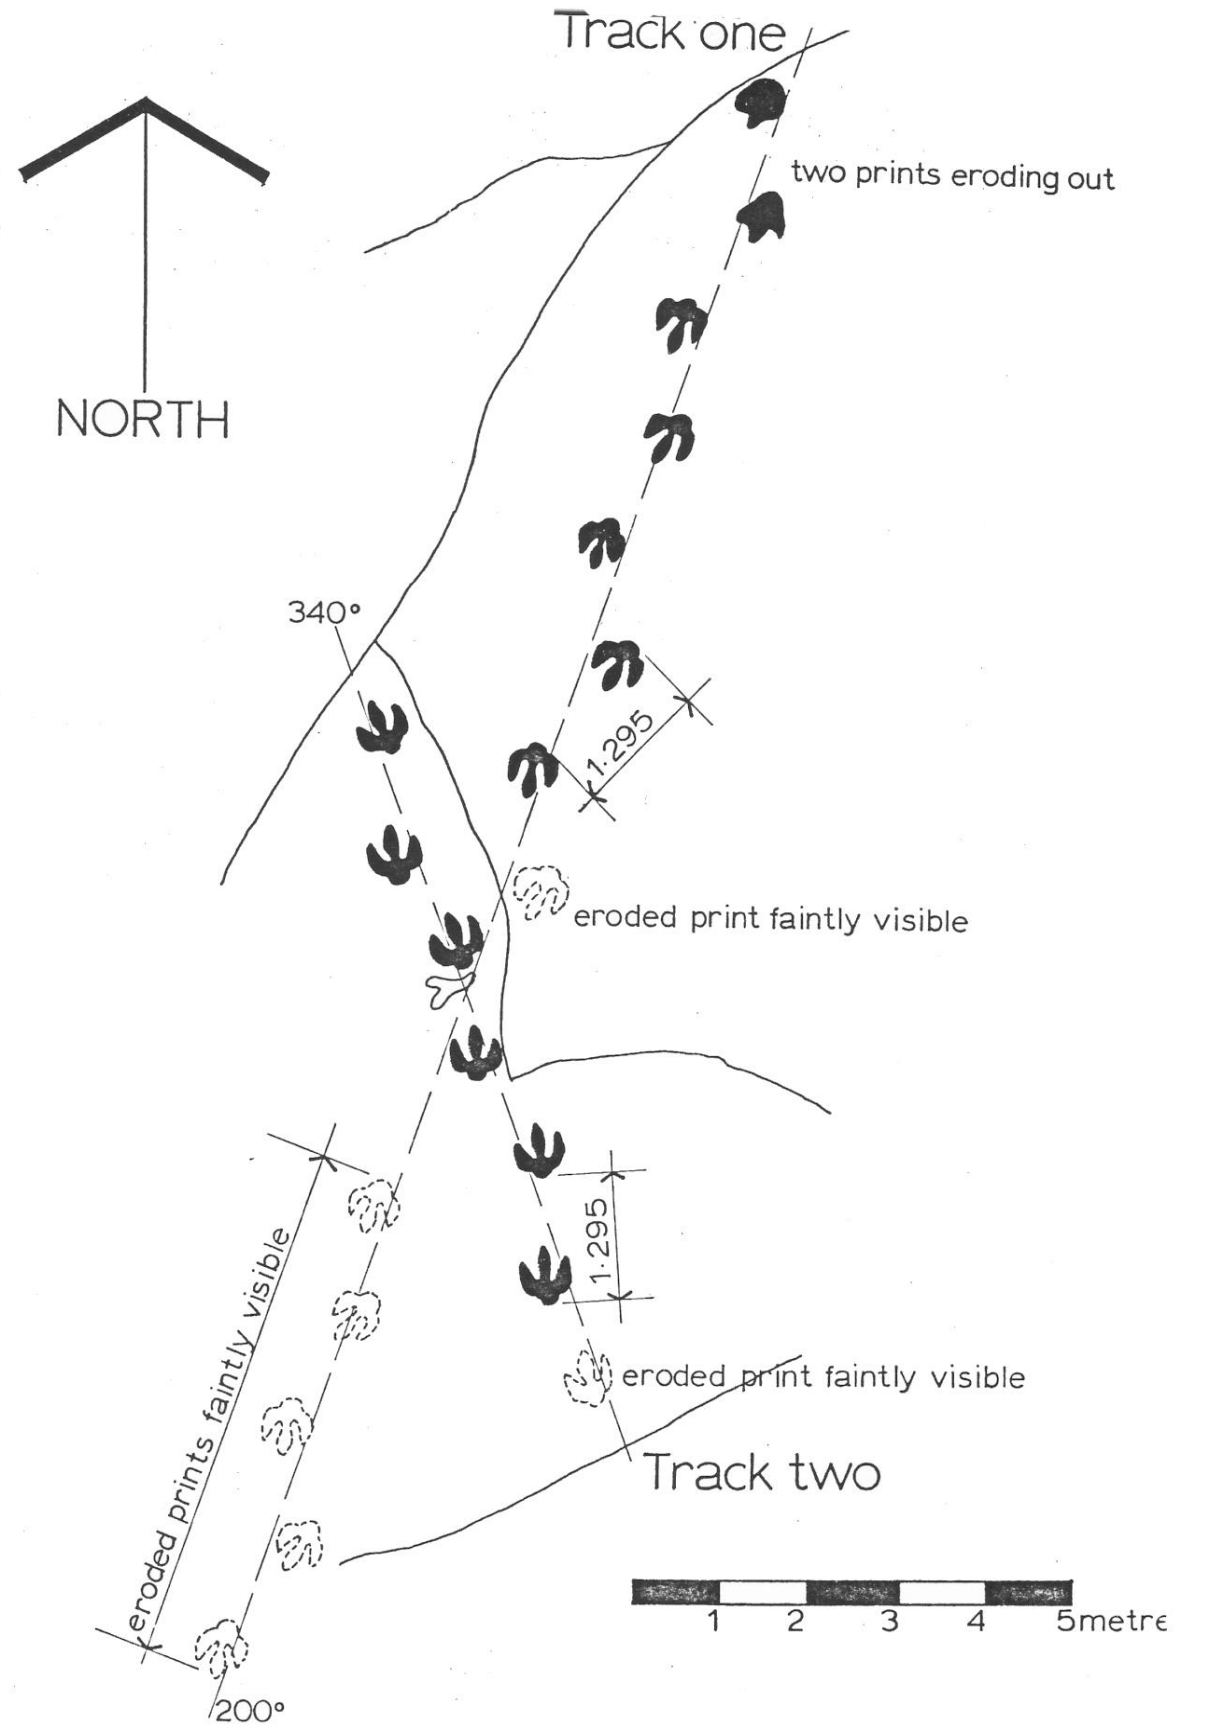 Track one
two prints eroding out
NORTH
340°
1.295
eroded print faintly visible
1.295
eroded prints faintly visible
eroded print faintly visible
Track two
1 2 3 4 5metre
200°